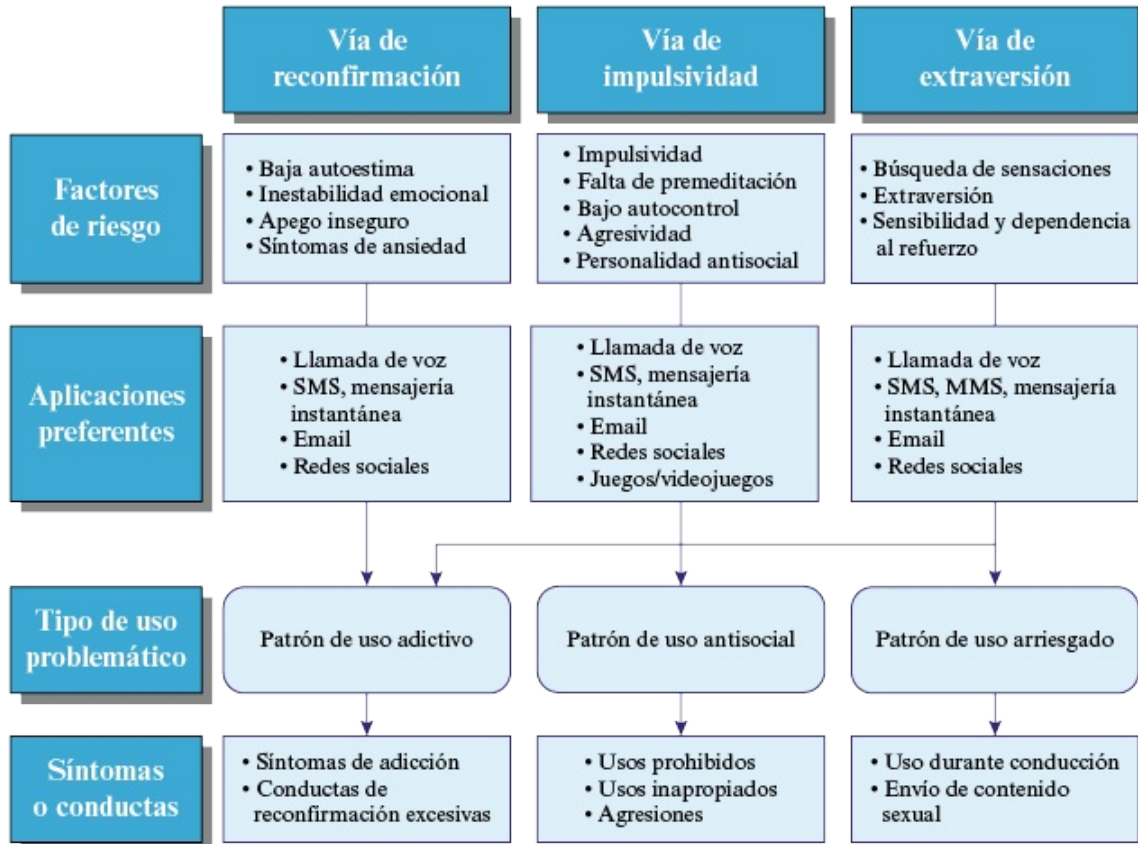 Vía de
reconfirmación
Vía de
impulsividad
Vía de
extraversión
Factores
de riesgo
• Baja autoestima
• Inestabilidad emocional
• Apego inseguro
• Síntomas de ansiedad
• Impulsividad
• Falta de premeditación
• Bajo autocontrol
• Agresividad
• Personalidad antisocial
• Búsqueda de sensaciones
• Extraversión
• Sensibilidad y dependencia
al refuerzo
Aplicaciones
preferentes
• Llamada de voz
• SMS, mensajería
instantánea
• Email
• Redes sociales
• Llamada de voz
• SMS, mensajería
instantánea
• Email
• Redes sociales
• Juegos/videojuegos
• Llamada de voz
• SMS, MMS, mensajería
instantánea
• Email
• Redes sociales
Tipo de uso
problemático
Patrón de uso adictivo
Patrón de uso antisocial
Patrón de uso arriesgado
Síntomas
o conductas
• Síntomas de adicción
• Conductas de
reconfirmación excesivas
• Usos prohibidos
• Usos inapropiados
• Agresiones
• Uso durante conducción
• Envío de contenido
sexual